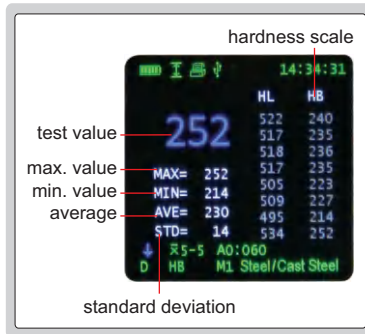 hardness scale
14:34:31
HL HB
522 240
517 235
518 236
517 235
505 223
509 227
495 214
534 252
test value
252
max. value
MAX= 252
min. value
MIN= 214
average
AVE= 230
STD= 14
x̄5-5 A0:060
D HB M1 Steel/Cast Steel
standard deviation